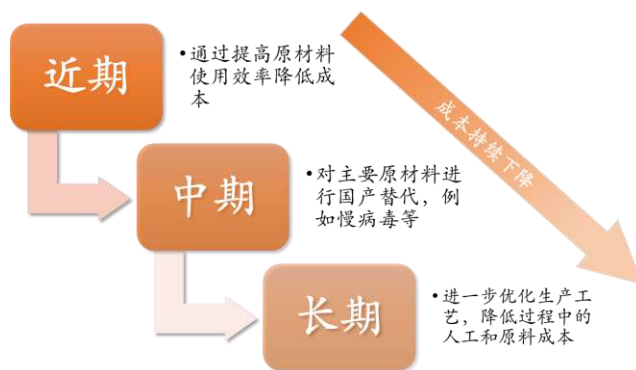 近期
•通过提高原材料
使用效率降低成
本
成本持续下降
中期
•对主要原材料进
行国产替代，例
如慢病毒等
长期
•进一步优化生产工
艺，降低过程中的
人工和原料成本